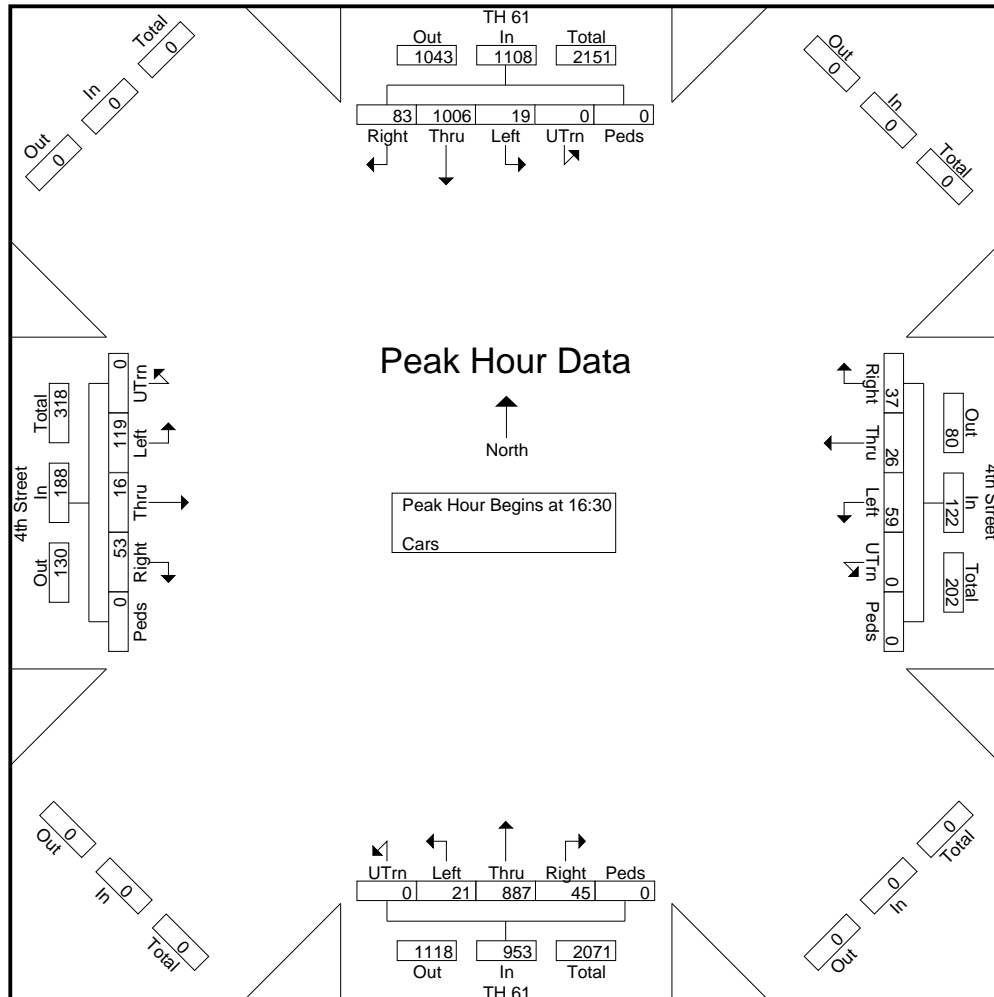 TH 61
Out In Total
1043 1108 2151
83 1006 19 0 0
Right Thru Left UTrn Peds
Total
0
In
0
Out
0
Out
0
In
0
Total
0
Peak Hour Data
North
Peak Hour Begins at 16:30
Cars
4th Street
Total
318
In
188
Out
130
0
UTrn
119
Left
16
Thru
53
Right
0
Peds
Right
37
Thru
26
Left
59
UTrn
0
Peds
0
Out
80
In
122
Total
202
4th Street
Out
0
In
0
Total
0
Total
0
In
0
Out
0
UTrn Left Thru Right Peds
0 21 887 45 0
1118 953 2071
Out In Total
TH 61